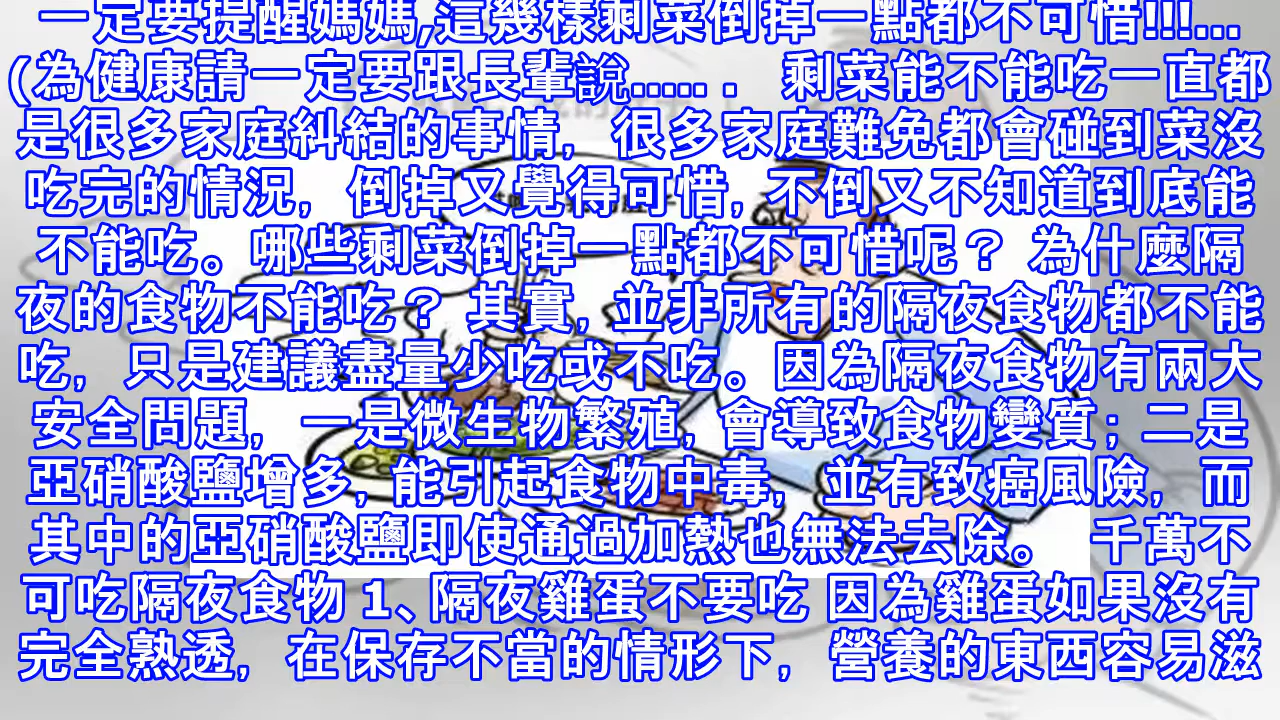 一定要提醒媽媽,這幾樣剩菜倒掉一點都不可惜!!!...
(為健康請一定要跟長輩說..... . 剩菜能不能吃一直都
是很多家庭糾結的事情, 很多家庭難免都會碰到菜沒
吃完的情況, 倒掉又覺得可惜, 不倒又不知道到底能
不能吃。哪些剩菜倒掉一點都不可惜呢? 為什麼隔
夜的食物不能吃? 其實, 並非所有的隔夜食物都不能
吃, 只是建議盡量少吃或不吃。因為隔夜食物有兩大
安全問題, 一是微生物繁殖, 會導致食物變質; 二是
亞硝酸鹽增多, 能引起食物中毒, 並有致癌風險, 而
其中的亞硝酸鹽即使通過加熱也無法去除。 千萬不
可吃隔夜食物 1、隔夜雞蛋不要吃 因為雞蛋如果沒有
完全熟透, 在保存不當的情形下, 營養的東西容易滋